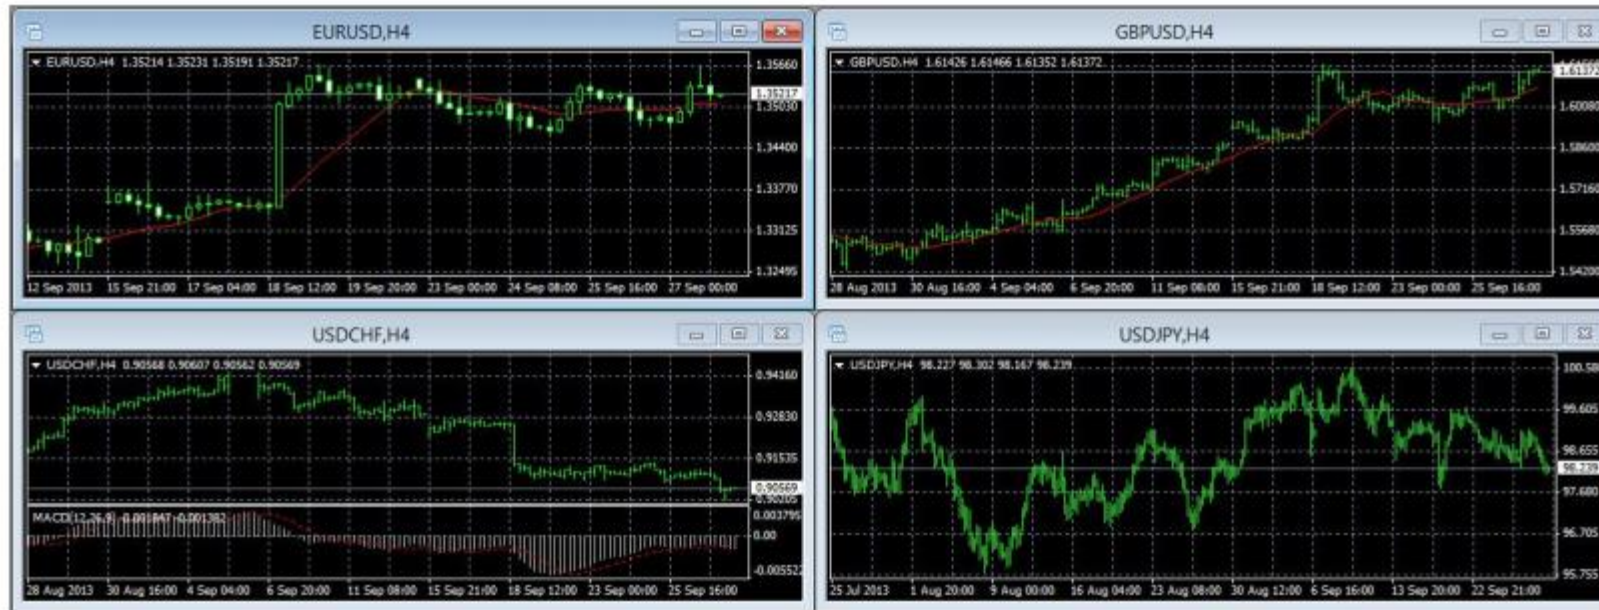 EURUSD,H4
EURUSD,H4 1.35214 1.35231 1.35191 1.35217
1.35660
1.35217
1.35030
1.34400
1.33770
1.33125
1.32495
12 Sep 2013 15 Sep 21:00 17 Sep 04:00 18 Sep 12:00 19 Sep 20:00 23 Sep 00:00 24 Sep 08:00 25 Sep 16:00 27 Sep 00:00
GBPUSD,H4
GBPUSD,H4 1.61426 1.61466 1.61352 1.61372
1.61372
1.60080
1.58600
1.57160
1.55680
1.54200
28 Aug 2013 30 Aug 16:00 4 Sep 04:00 6 Sep 20:00 11 Sep 08:00 15 Sep 21:00 18 Sep 12:00 23 Sep 00:00 25 Sep 16:00
USDCHF,H4
USDCHF,H4 0.90568 0.90607 0.90562 0.90569
0.94160
0.92830
0.91535
0.90569
MACD(12,26,9) -0.001847 -0.001382
0.003795
0.00
-0.005522
28 Aug 2013 30 Aug 16:00 4 Sep 04:00 6 Sep 20:00 11 Sep 08:00 15 Sep 21:00 18 Sep 12:00 23 Sep 00:00 25 Sep 16:00
USDJPY,H4
USDJPY,H4 98.227 98.302 98.167 98.239
100.58
99.605
98.655
98.239
97.680
96.705
95.755
25 Jul 2013 1 Aug 20:00 9 Aug 00:00 16 Aug 04:00 23 Aug 08:00 30 Aug 12:00 6 Sep 16:00 13 Sep 20:00 22 Sep 21:00